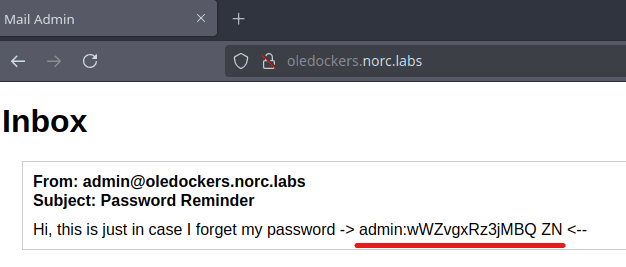 Mail Admin
oledockers.norc.labs
Inbox
From: admin@oledockers.norc.labs
Subject: Password Reminder
Hi, this is just in case I forget my password -> admin:wWZvgxRz3jMBQ ZN <--